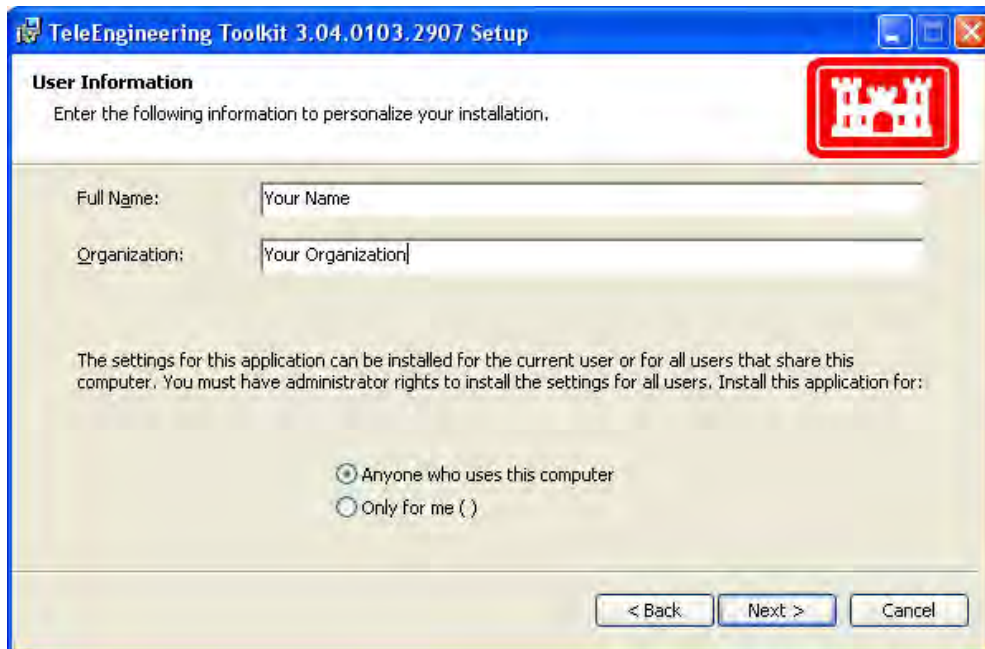 TeleEngineering Toolkit 3.04.0103.2907 Setup
User Information
Enter the following information to personalize your installation.
Full Name: Your Name
Organization: Your Organization
The settings for this application can be installed for the current user or for all users that share this
computer. You must have administrator rights to install the settings for all users. Install this application for:
Anyone who uses this computer
Only for me ( )
< Back Next > Cancel